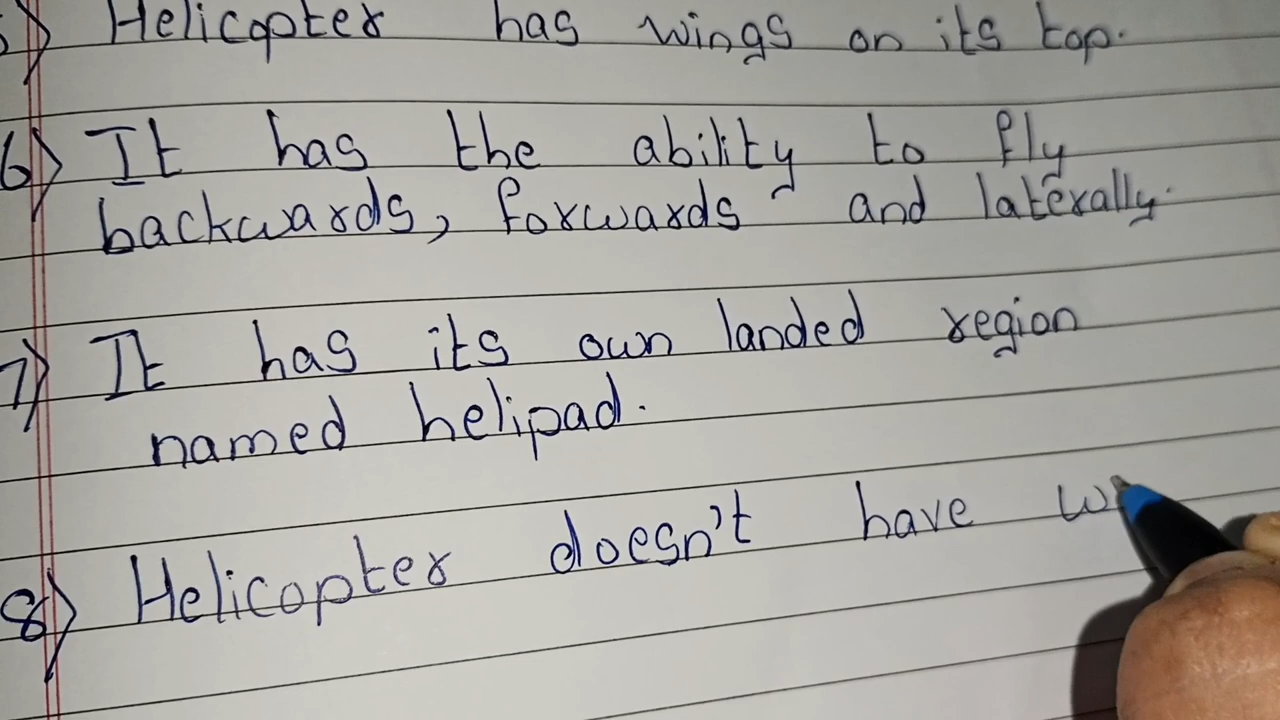 5) Helicopter has wings on its top.
6) It has the ability to fly
backwards, forwards and laterally.
7) It has its own landed region
named helipad.
8) Helicopter doesn't have w